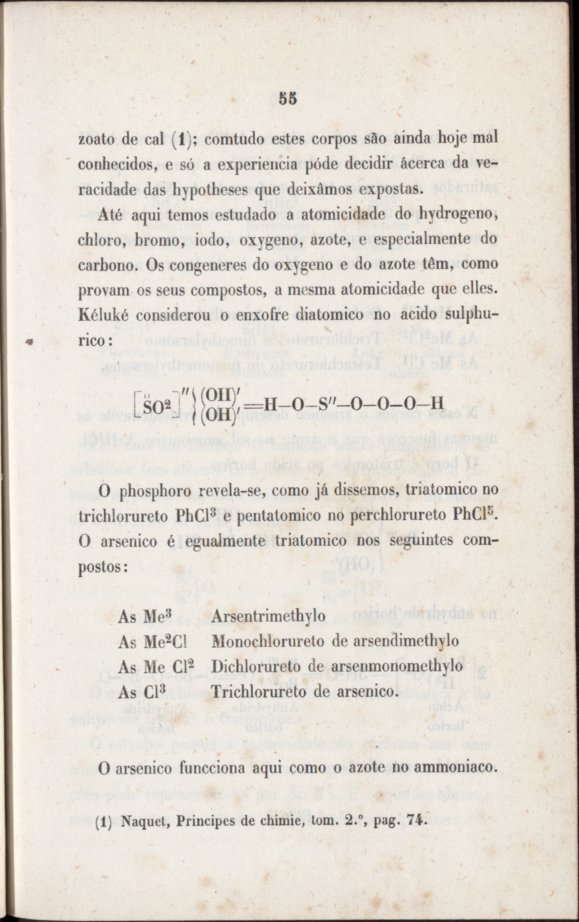 55
zoato de cal (1); comtudo estes corpos são ainda hoje mal
conhecidos, e só a experiencia póde decidir ácerca da ve-
racidade das hypotheses que deixâmos expostas.
Até aqui temos estudado a atomicidade do hydrogeno,
chloro, bromo, iodo, oxygeno, azote, e especialmente do
carbono. Os congeneres do oxygeno e do azote têm, como
provam os seus compostos, a mesma atomicidade que elles.
Kéluké considerou o enxofre diatomico no acido sulphu-
rico:
[S̈O²]″}(OH)′(OH)′=H—O—S″—O—O—O—H
O phosphoro revela-se, como já dissemos, triatomico no
trichlorureto PhCl³ e pentatomico no perchlorureto PhCl⁵.
O arsenico é egualmente triatomico nos seguintes com-
postos:
As Me³ Arsentrimethylo
As Me²Cl Monochlorureto de arsendimethylo
As Me Cl² Dichlorureto de arsenmonomethylo
As Cl³ Trichlorureto de arsenico.
O arsenico funcciona aqui como o azote no ammoniaco.
(1) Naquet, Principes de chimie, tom. 2.º, pag. 74.